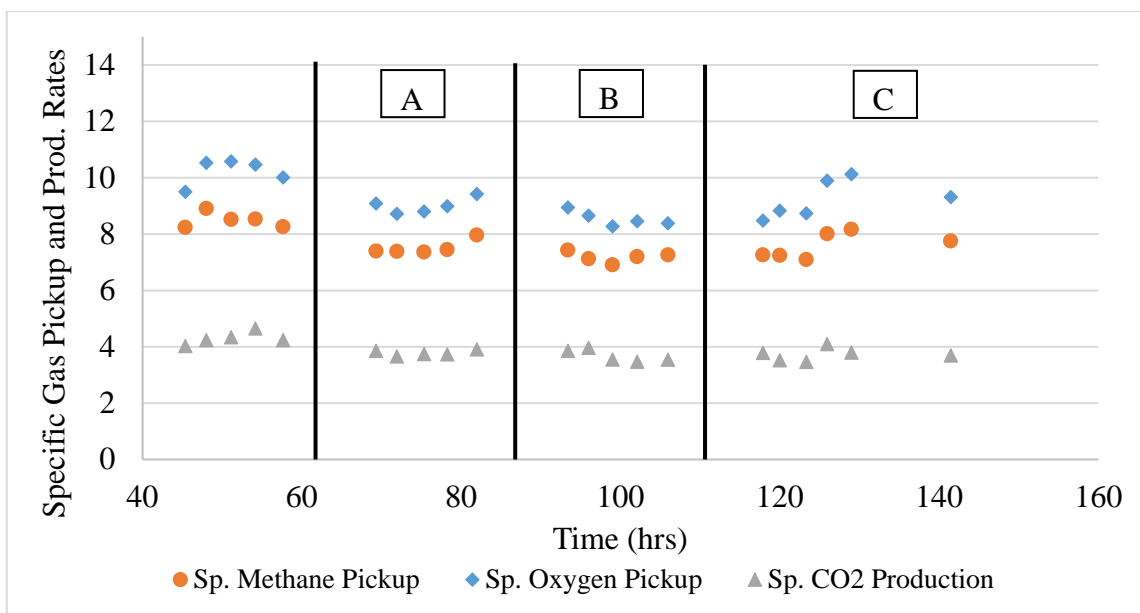 Specific Gas Pickup and Prod. Rates
14
12
10
8
6
4
2
0
A
B
C
40 60 80 100 120 140 160
Time (hrs)
Sp. Methane Pickup Sp. Oxygen Pickup Sp. CO2 Production